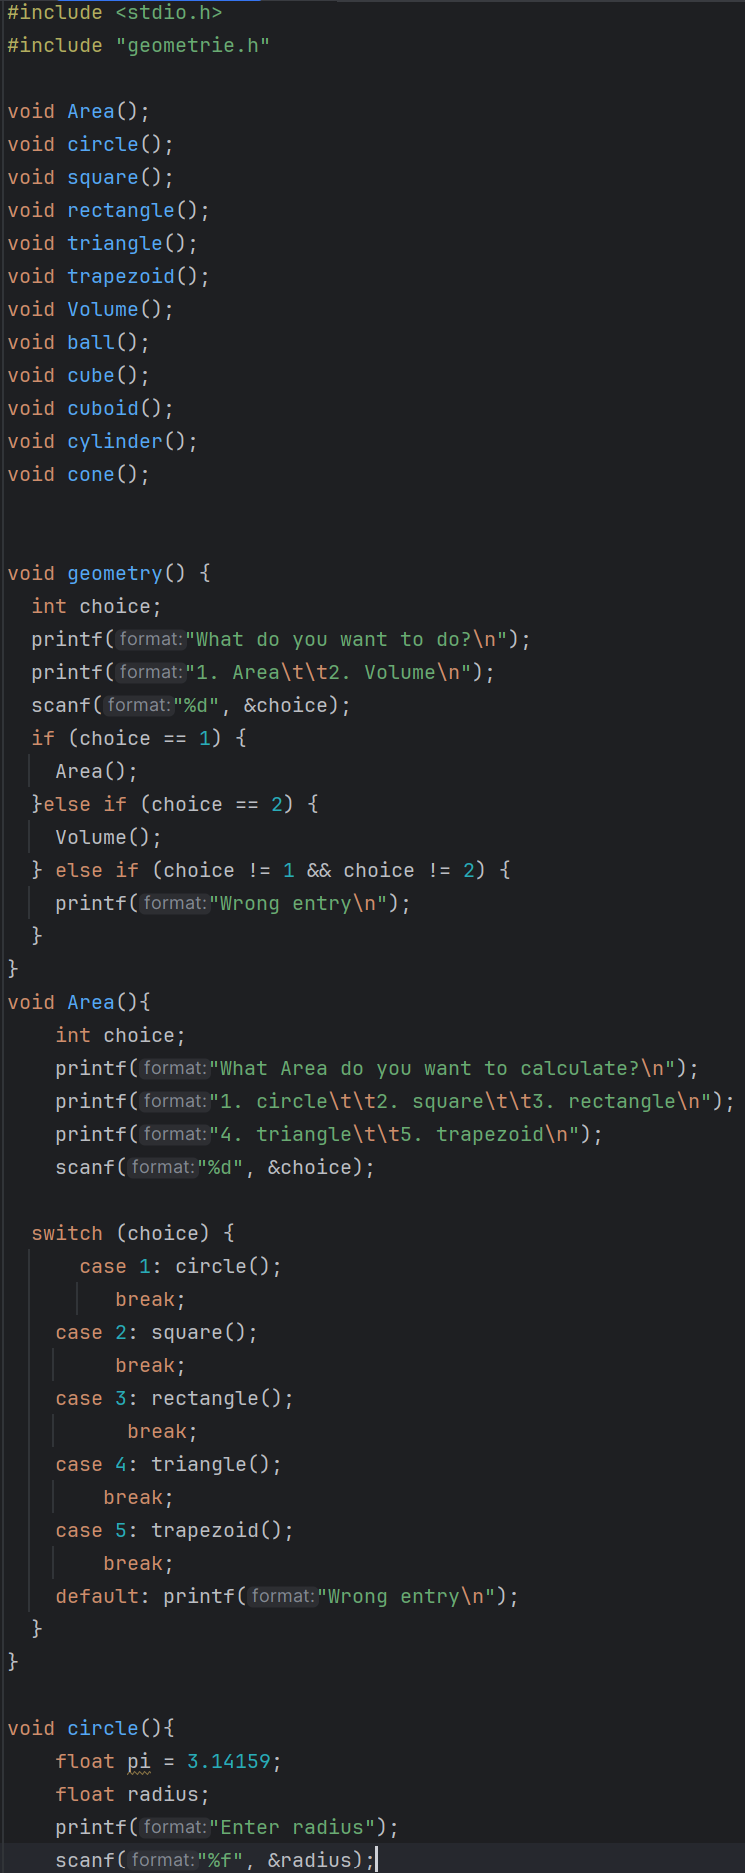 #include <stdio.h>
#include "geometrie.h"

void Area();
void circle();
void square();
void rectangle();
void triangle();
void trapezoid();
void Volume();
void ball();
void cube();
void cuboid();
void cylinder();
void cone();


void geometry() {
  int choice;
  printf(format:"What do you want to do?\n");
  printf(format:"1. Area\t\t2. Volume\n");
  scanf(format:"%d", &choice);
  if (choice == 1) {
    Area();
  }else if (choice == 2) {
    Volume();
  } else if (choice != 1 && choice != 2) {
    printf(format:"Wrong entry\n");
  }
}
void Area(){
    int choice;
    printf(format:"What Area do you want to calculate?\n");
    printf(format:"1. circle\t\t2. square\t\t3. rectangle\n");
    printf(format:"4. triangle\t\t5. trapezoid\n");
    scanf(format:"%d", &choice);

  switch (choice) {
      case 1: circle();
         break;
    case 2: square();
         break;
    case 3: rectangle();
          break;
    case 4: triangle();
        break;
    case 5: trapezoid();
        break;
    default: printf(format:"Wrong entry\n");
  }
}

void circle(){
    float pi = 3.14159;
    float radius;
    printf(format:"Enter radius");
    scanf(format:"%f", &radius);